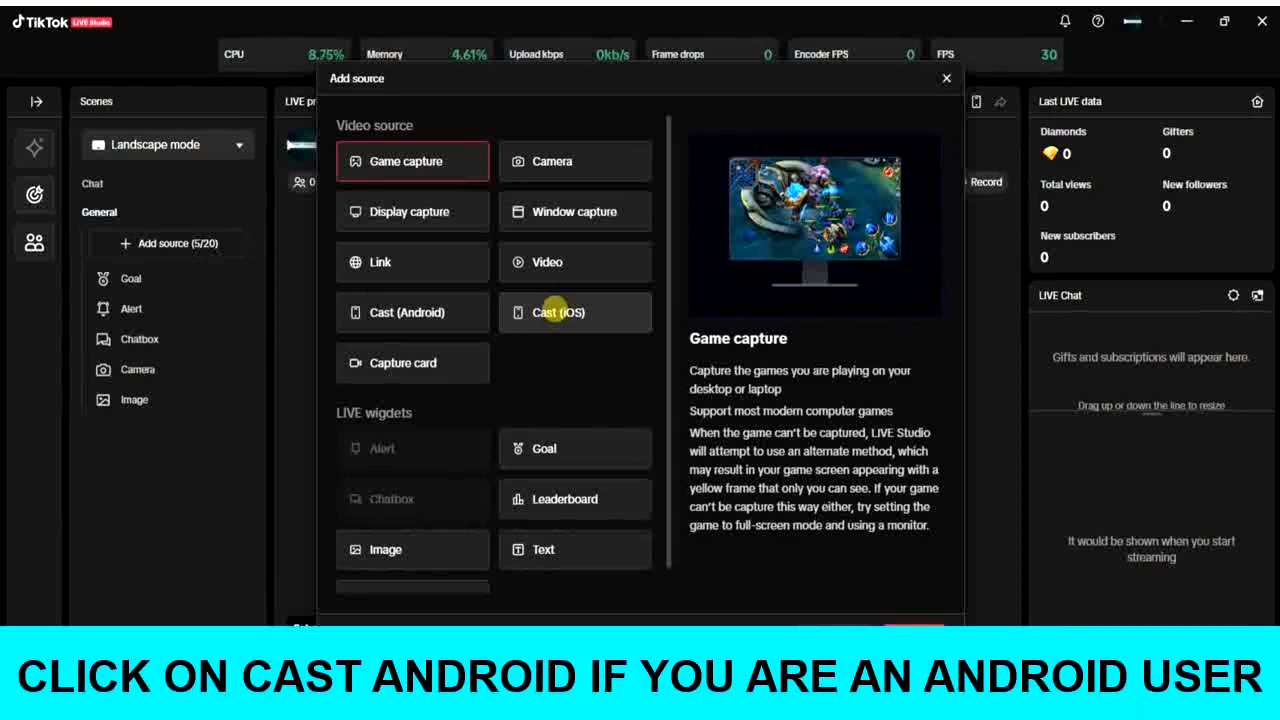 TikTok LIVE Studio
CPU 8.75% Memory 4.61% Upload kbps 0kb/s Frame drops 0 Encoder FPS 0 FPS 30
Add source
Scenes
Landscape mode
Chat
General
Add source (5/20)
Goal
Alert
Chatbox
Camera
Image
LIVE pr
0
Video source
Game capture
Camera
Display capture
Window capture
Link
Video
Cast (Android)
Cast (iOS)
Capture card
LIVE wigdets
Alert
Goal
Chatbox
Leaderboard
Image
Text
Game capture
Capture the games you are playing on your
desktop or laptop
Support most modern computer games
When the game can't be captured, LIVE Studio
will attempt to use an alternate method, which
may result in your game screen appearing with a
yellow frame that only you can see. If your game
can't be capture this way either, try setting the
game to full-screen mode and using a monitor.
Record
Last LIVE data
Diamonds Gifters
0 0
Total views New followers
0 0
New subscribers
0
LIVE Chat
Gifts and subscriptions will appear here.
Drag up or down the line to resize
It would be shown when you start
streaming
CLICK ON CAST ANDROID IF YOU ARE AN ANDROID USER